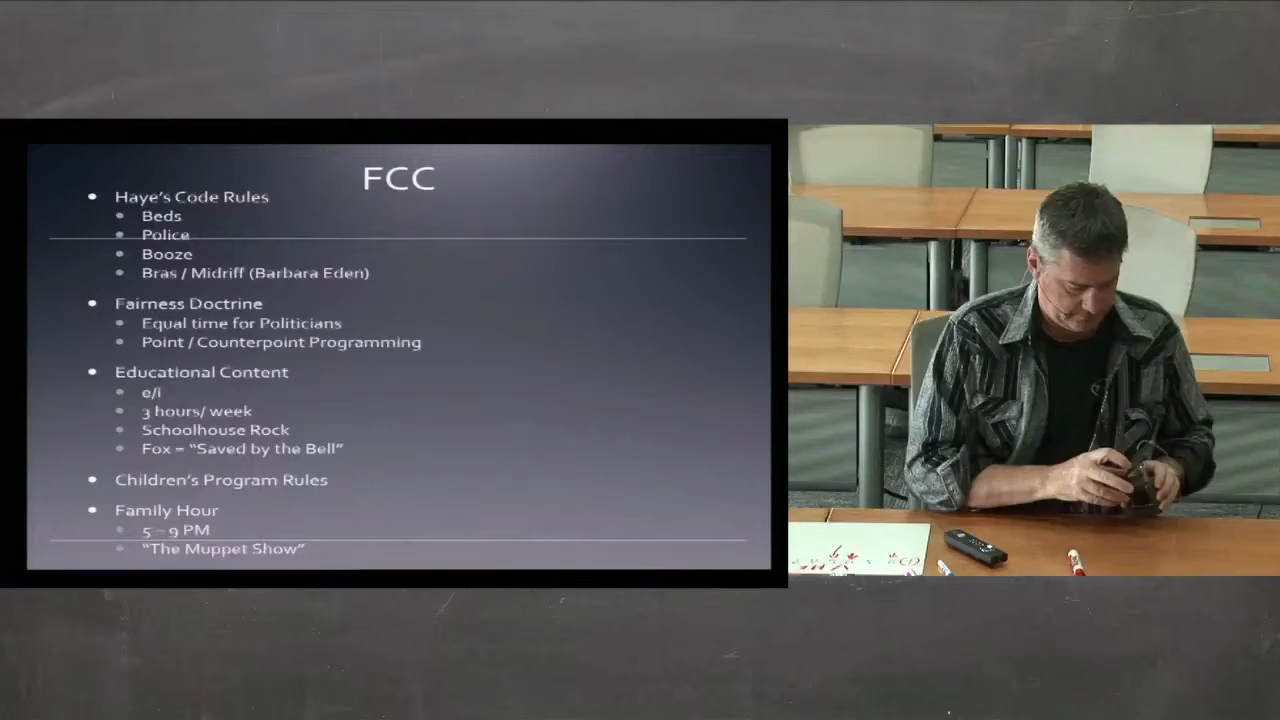 FCC
Haye's Code Rules
Beds
Police
Booze
Bras / Midriff (Barbara Eden)
Fairness Doctrine
Equal time for Politicians
Point / Counterpoint Programming
Educational Content
e/i
3 hours/ week
Schoolhouse Rock
Fox = “Saved by the Bell”
Children's Program Rules
Family Hour
5 – 9 PM
“The Muppet Show”